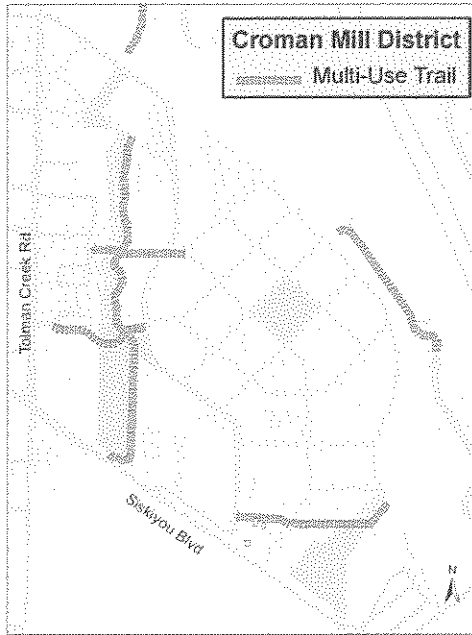 Croman Mill District
Multi-Use Trail
Tolman Creek Rd
Siskiyou Blvd
N